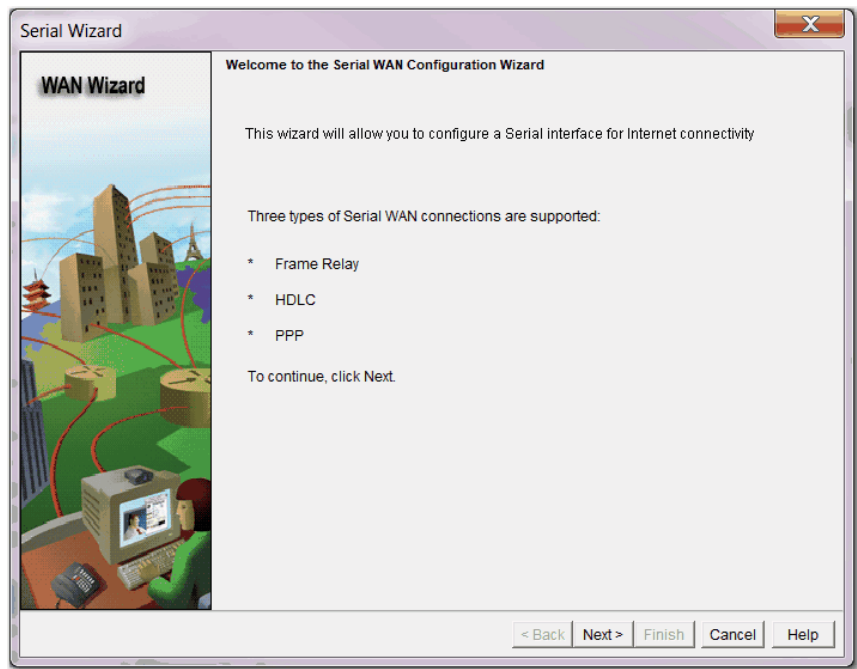 Serial Wizard
X
WAN Wizard
Welcome to the Serial WAN Configuration Wizard
This wizard will allow you to configure a Serial interface for Internet connectivity
Three types of Serial WAN connections are supported:
* Frame Relay
* HDLC
* PPP
To continue, click Next.
< Back Next > Finish Cancel Help